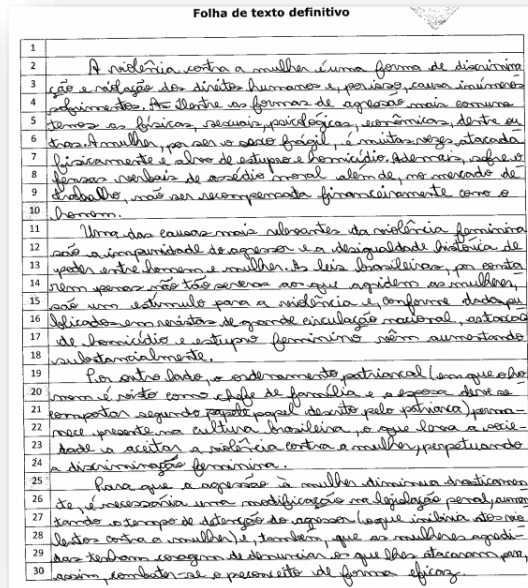 Folha de texto definitivo
1
2 A violência contra a mulher é uma forma de discrimina
3 ção e violação dos direitos humanos e, por isso, causa inúmeros
4 sofrimentos. Dentre as formas de agressão mais comuns
5 temos as físicas, sexuais, psicológicas, econômicas, dentre ou
6 tras. A mulher, por ser o sexo frágil, é muitas vezes atacada
7 fisicamente e alvo de estupro e homicídio. Ademais, sofre o
8 fensas verbais de assédio moral além de, no mercado de
9 trabalho, não ser recompensada financeiramente como o
10 homem.
11 Uma das causas mais relevantes da violência feminina
12 são a impunidade do agressor e a desigualdade histórica de
13 poder entre homem e mulher. As leis brasileiras, por conta
14 rem penas não tão severas aos que agridem as mulheres,
15 são um estímulo para a violência e, conforme dados pu
16 blicados em revistas de grande circulação nacional, as taxas
17 de homicídio e estupro feminino vêm aumentando
18 substancialmente.
19 Por outro lado, o ordenamento patriarcal (em que o ho
20 mem é visto como chefe de família e a esposa deve se
21 comportar segundo papel descrito pelo patriarca) perma-
22 nece presente na cultura brasileira, o que leva a socie-
23 dade a aceitar a violência contra a mulher, perpetuando
24 a discriminação feminina.
25 Para que a agressão à mulher diminua drasticamen
26 te, é necessária uma modificação na legislação penal, aumen
27 tando o tempo de detenção do agressor (o que inibiria atos vio
28 lentos contra a mulher) e, também, que as mulheres agredi-
29 das tenham coragem de denunciar os que lhes atacaram para,
30 assim, combater-se o preconceito de forma eficaz.